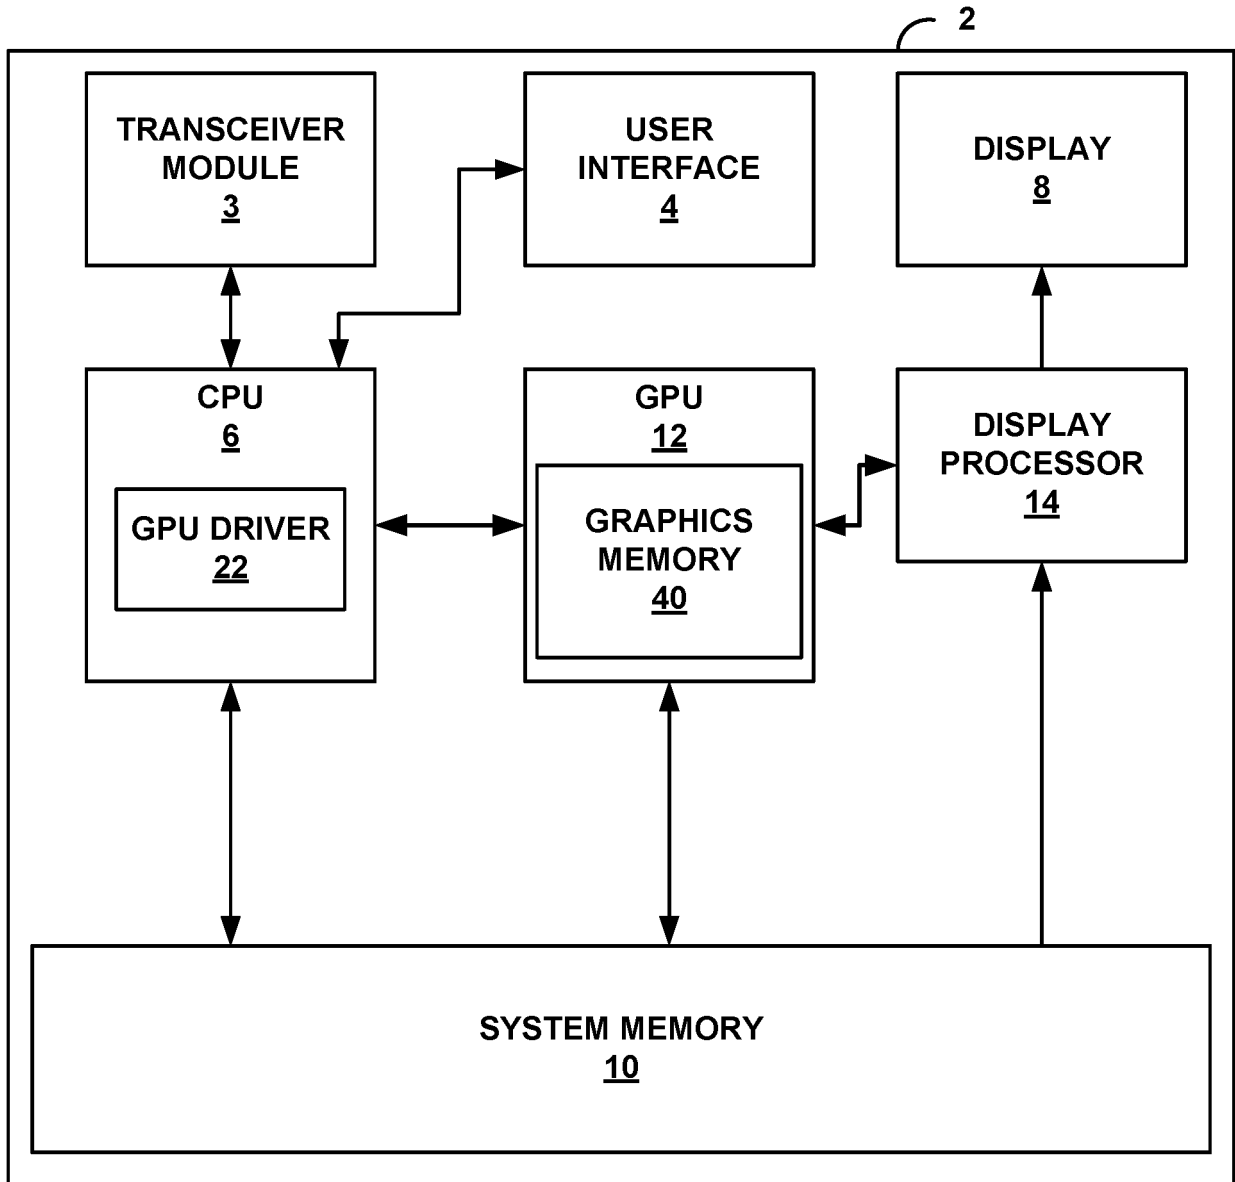 2
TRANSCEIVER
MODULE
3
USER
INTERFACE
4
DISPLAY
8
CPU
6
GPU DRIVER
22
GPU
12
GRAPHICS
MEMORY
40
DISPLAY
PROCESSOR
14
SYSTEM MEMORY
10